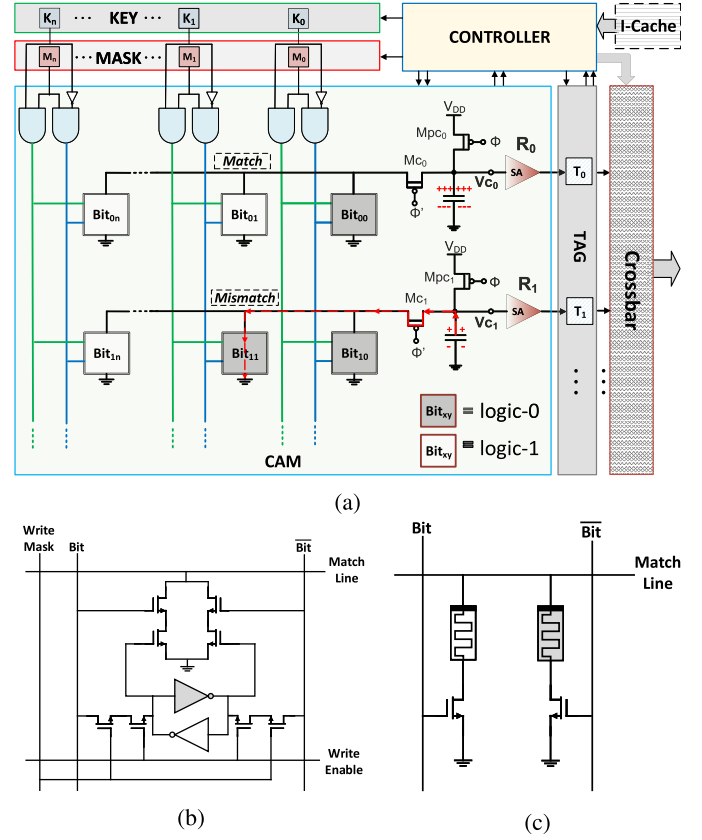 Kn ··· KEY ··· K1 K0
Mn ··· MASK ··· M1 M0
CONTROLLER
I-Cache
VDD
Mpc0 Φ
Match
Mc0
Φ'
Vc0
R0
SA
T0
++++++
----
Bit0n
Bit01
Bit00
VDD
Mpc1 Φ
Mismatch
Mc1
Φ'
Vc1
R1
SA
T1
+ +
- -
Bit1n
Bit11
Bit10
TAG
Crossbar
Bitxy = logic-0
Bitxy ≡ logic-1
CAM
(a)
Write
Mask
Bit
Bit̅
Match
Line
Write
Enable
(b)
Bit
Bit̅
Match
Line
(c)